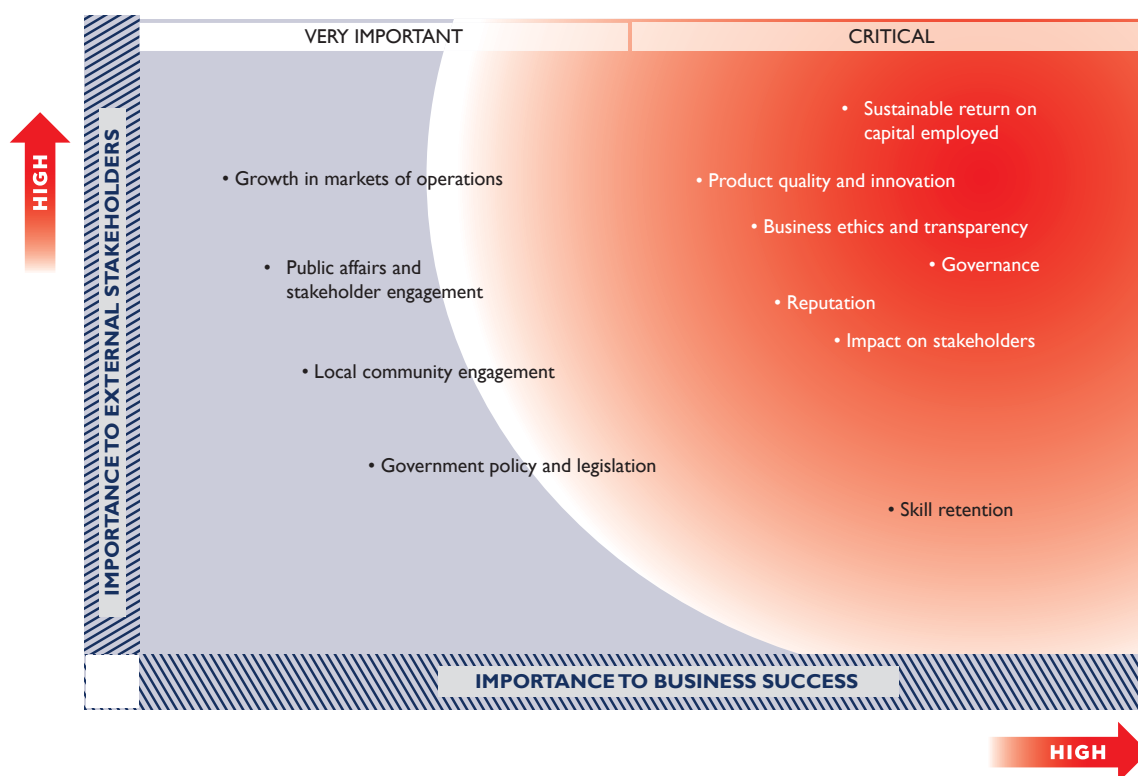 VERY IMPORTANT
CRITICAL
HIGH
IMPORTANCE TO EXTERNAL STAKEHOLDERS
• Sustainable return on
capital employed
• Growth in markets of operations
• Product quality and innovation
• Business ethics and transparency
• Public affairs and
stakeholder engagement
• Governance
• Reputation
• Impact on stakeholders
• Local community engagement
• Government policy and legislation
• Skill retention
IMPORTANCE TO BUSINESS SUCCESS
HIGH